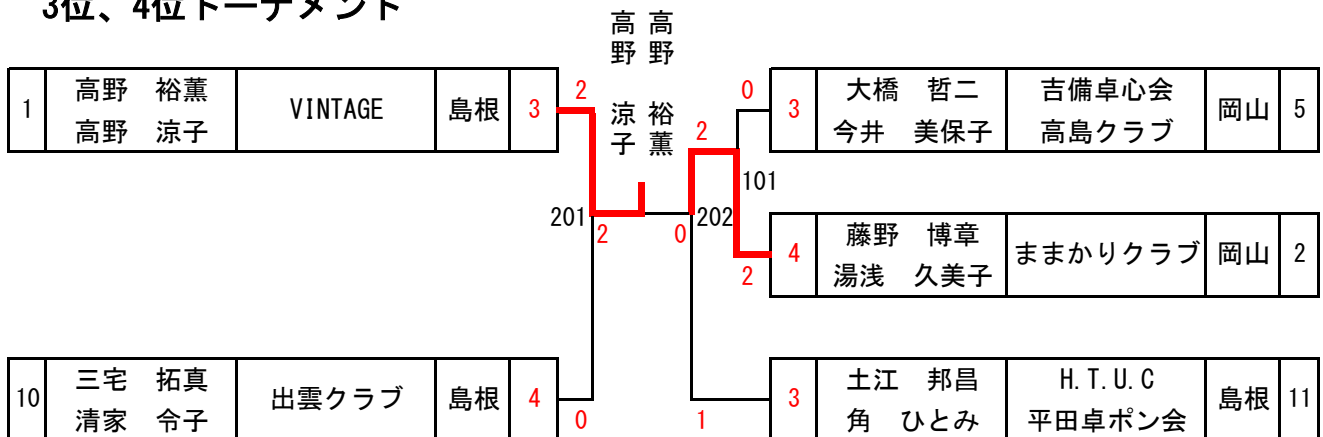 3位、4位トーナメント
高野 裕薫
高野 涼子
1
高野 裕薫
高野 涼子
VINTAGE
島根
3
2
0
3
大橋 哲二
今井 美保子
吉備卓心会
高島クラブ
岡山
5
2
101
201
2
0
202
2
4
藤野 博章
湯浅 久美子
ままかりクラブ
岡山
2
10
三宅 拓真
清家 令子
出雲クラブ
島根
4
0
1
3
土江 邦昌
角 ひとみ
H.T.U.C
平田卓ポン会
島根
11